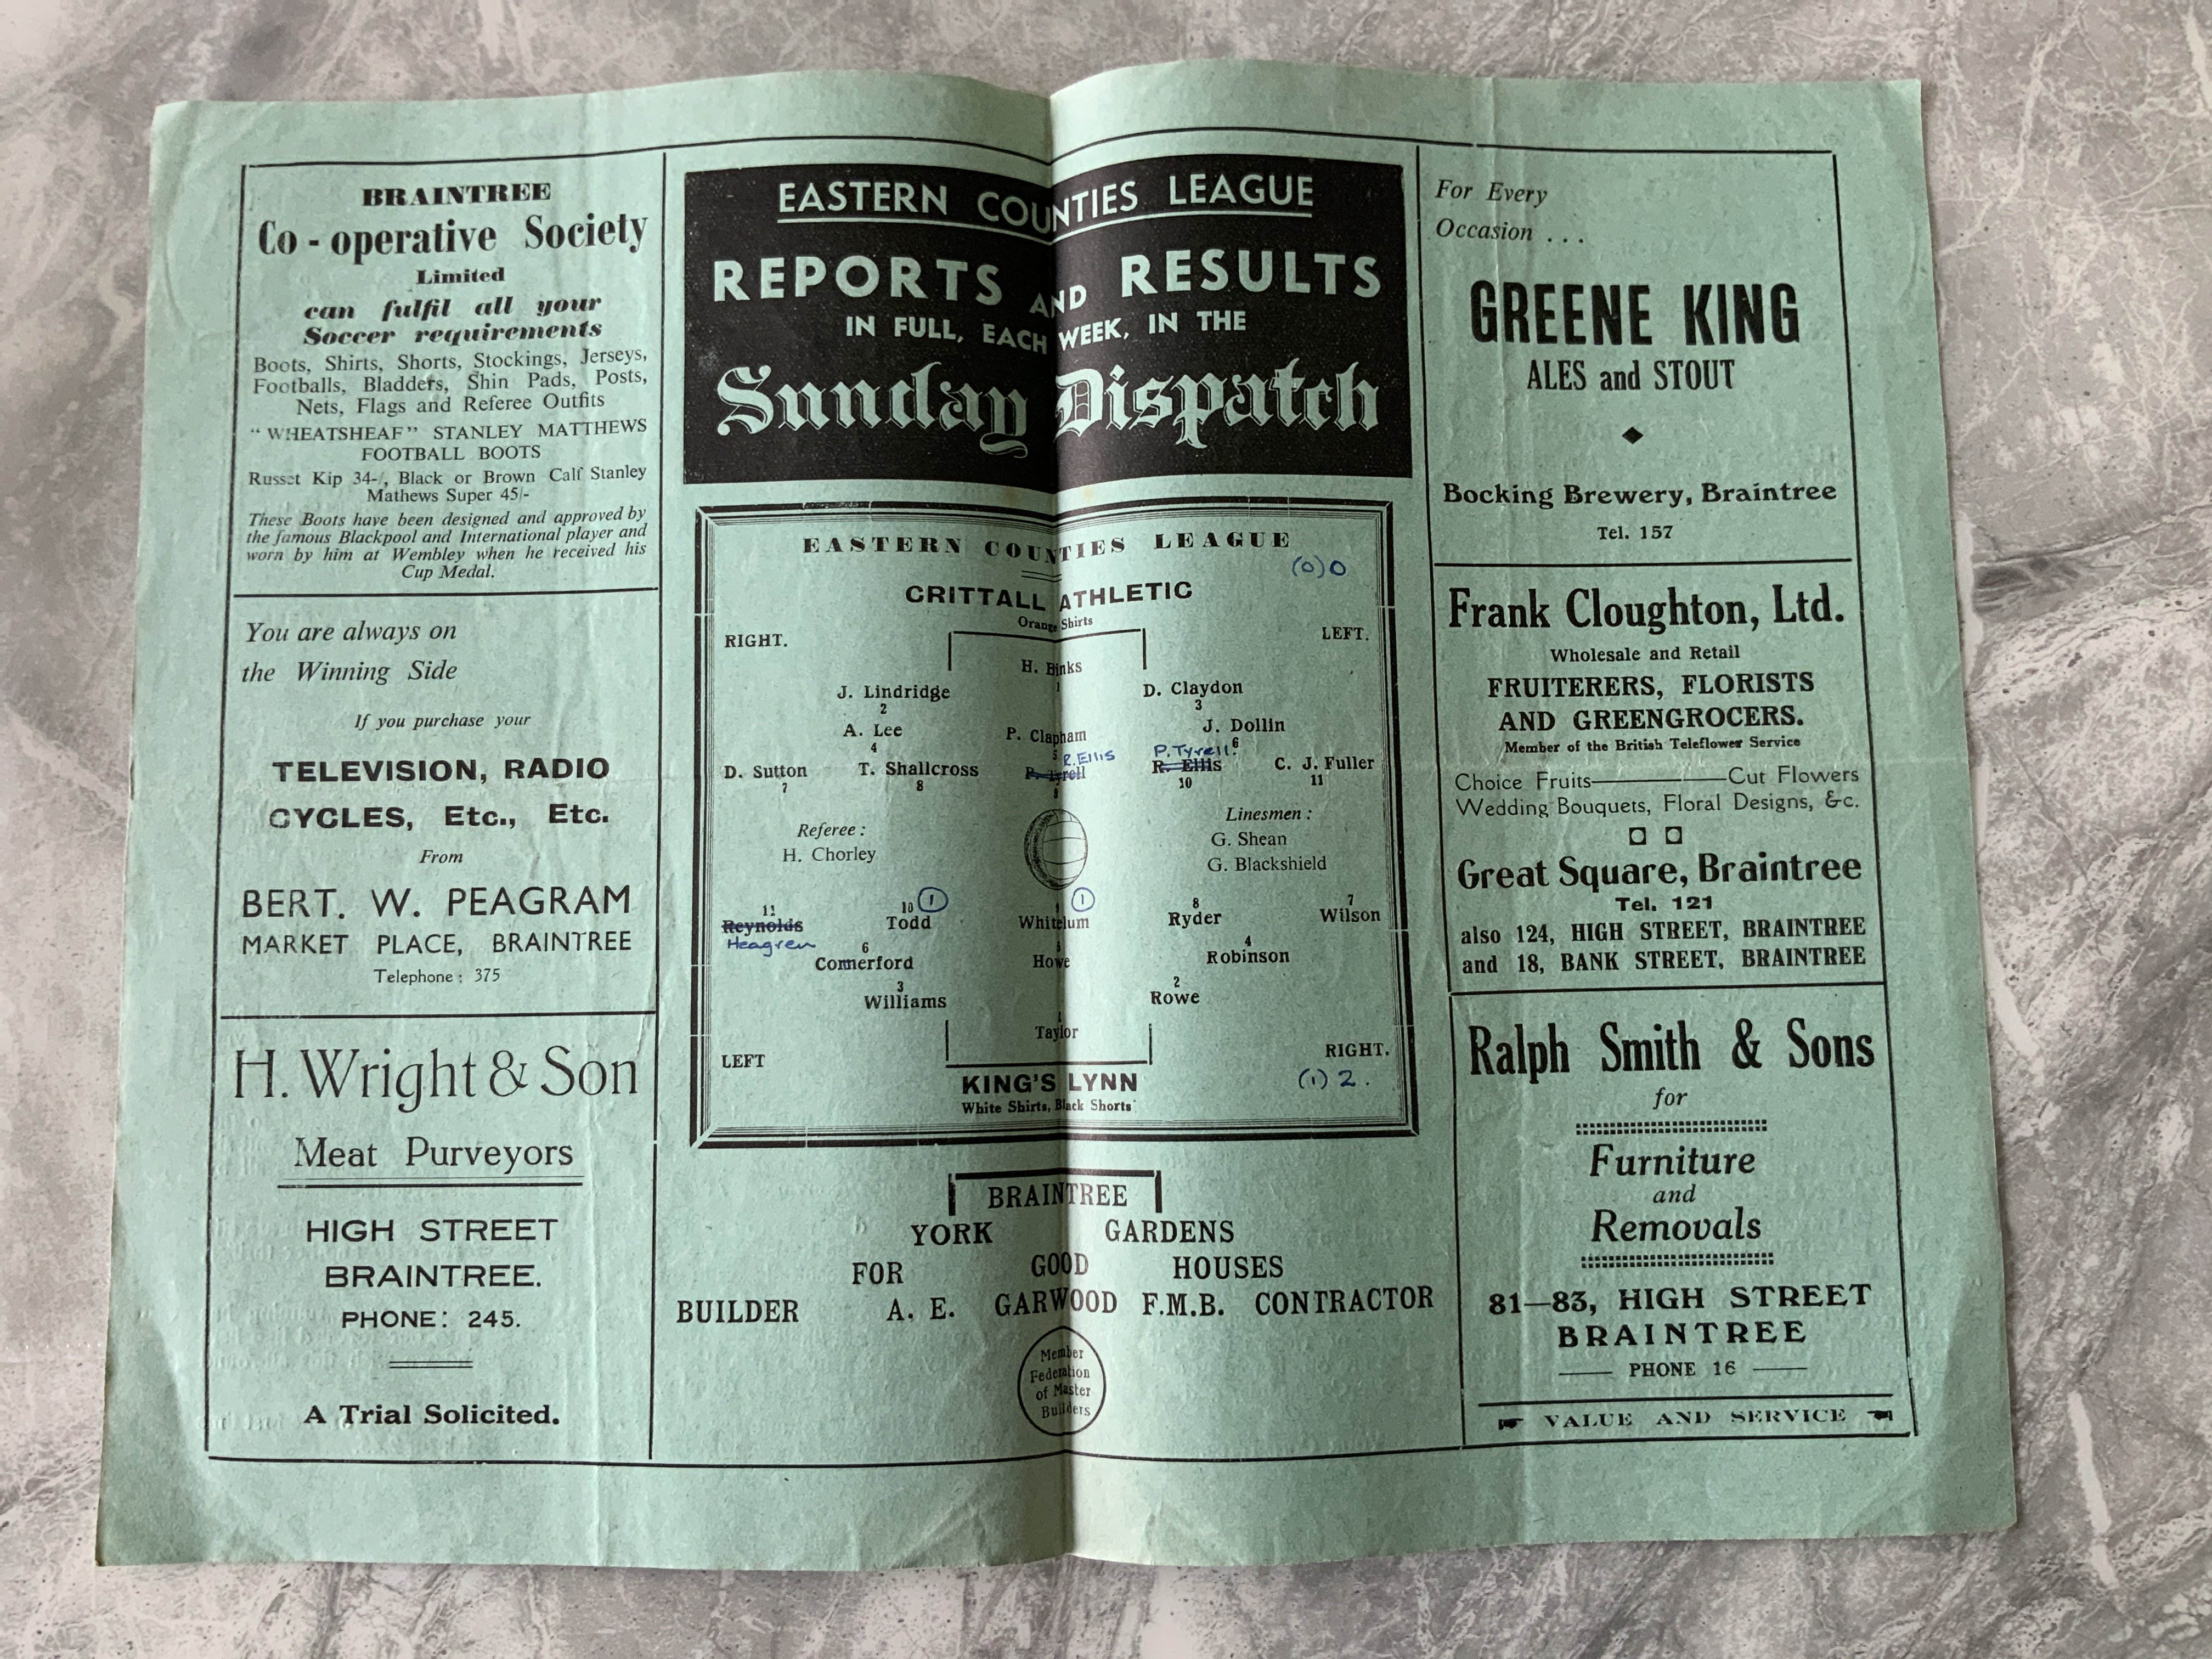 BRAINTREE
Co-operative Society
Limited
can fulfil all your
Soccer requirements
Boots, Shirts, Shorts, Stockings, Jerseys,
Footballs, Bladders, Shin Pads, Posts,
Nets, Flags and Referee Outfits
"WHEATSHEAF" STANLEY MATTHEWS
FOOTBALL BOOTS
Russet Kip 34-/, Black or Brown Calf Stanley
Mathews Super 45/-
These Boots have been designed and approved by
the famous Blackpool and International player and
worn by him at Wembley when he received his
Cup Medal.
You are always on
the Winning Side
If you purchase your
TELEVISION, RADIO
CYCLES, Etc., Etc.
From
BERT. W. PEAGRAM
MARKET PLACE, BRAINTREE
Telephone: 375
H. Wright & Son
Meat Purveyors
HIGH STREET
BRAINTREE.
PHONE: 245.
A Trial Solicited.
EASTERN COUNTIES LEAGUE
REPORTS AND RESULTS
IN FULL, EACH WEEK, IN THE
Sunday Dispatch
EASTERN COUNTIES LEAGUE
(0) 0
CRITTALL ATHLETIC
Orange Shirts
RIGHT. LEFT.
H. Binks
1
J. Lindridge D. Claydon
2 3
A. Lee P. Clapham J. Dollin
4 5 6
R. Ellis P. Tyrell
D. Sutton T. Shallcross P. Tyrell R. Ellis C. J. Fuller
7 8 9 10 11
Referee: Linesmen:
H. Chorley G. Shean
G. Blackshield
11 10 (1) 9 (1) 8 7
Reynolds Todd Whitelum Ryder Wilson
Heagren
6 5 4
Comerford Howe Robinson
3 2
Williams Rowe
1
Taylor
LEFT RIGHT.
KING'S LYNN (1) 2.
White Shirts, Black Shorts
BRAINTREE
YORK GARDENS
FOR GOOD HOUSES
BUILDER A. E. GARWOOD F.M.B. CONTRACTOR
Member
Federation
of Master
Builders
For Every
Occasion . . .
GREENE KING
ALES and STOUT
Bocking Brewery, Braintree
Tel. 157
Frank Cloughton, Ltd.
Wholesale and Retail
FRUITERERS, FLORISTS
AND GREENGROCERS.
Member of the British Teleflower Service
Choice Fruits————Cut Flowers
Wedding Bouquets, Floral Designs, &c.
Great Square, Braintree
Tel. 121
also 124, HIGH STREET, BRAINTREE
and 18, BANK STREET, BRAINTREE
Ralph Smith & Sons
for
Furniture
and
Removals
81—83, HIGH STREET
BRAINTREE
PHONE 16
VALUE AND SERVICE